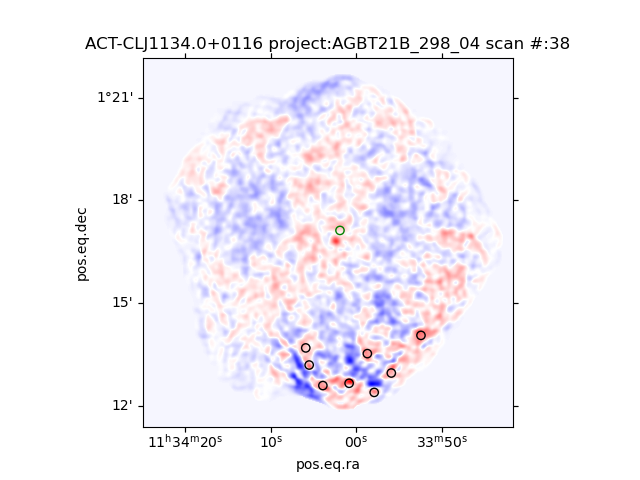 ACT-CLJ1134.0+0116 project:AGBT21B_298_04 scan #:38
1°21'
18'
15'
12'
pos.eq.dec
11ʰ34ᵐ20ˢ 10ˢ 00ˢ 33ᵐ50ˢ
pos.eq.ra